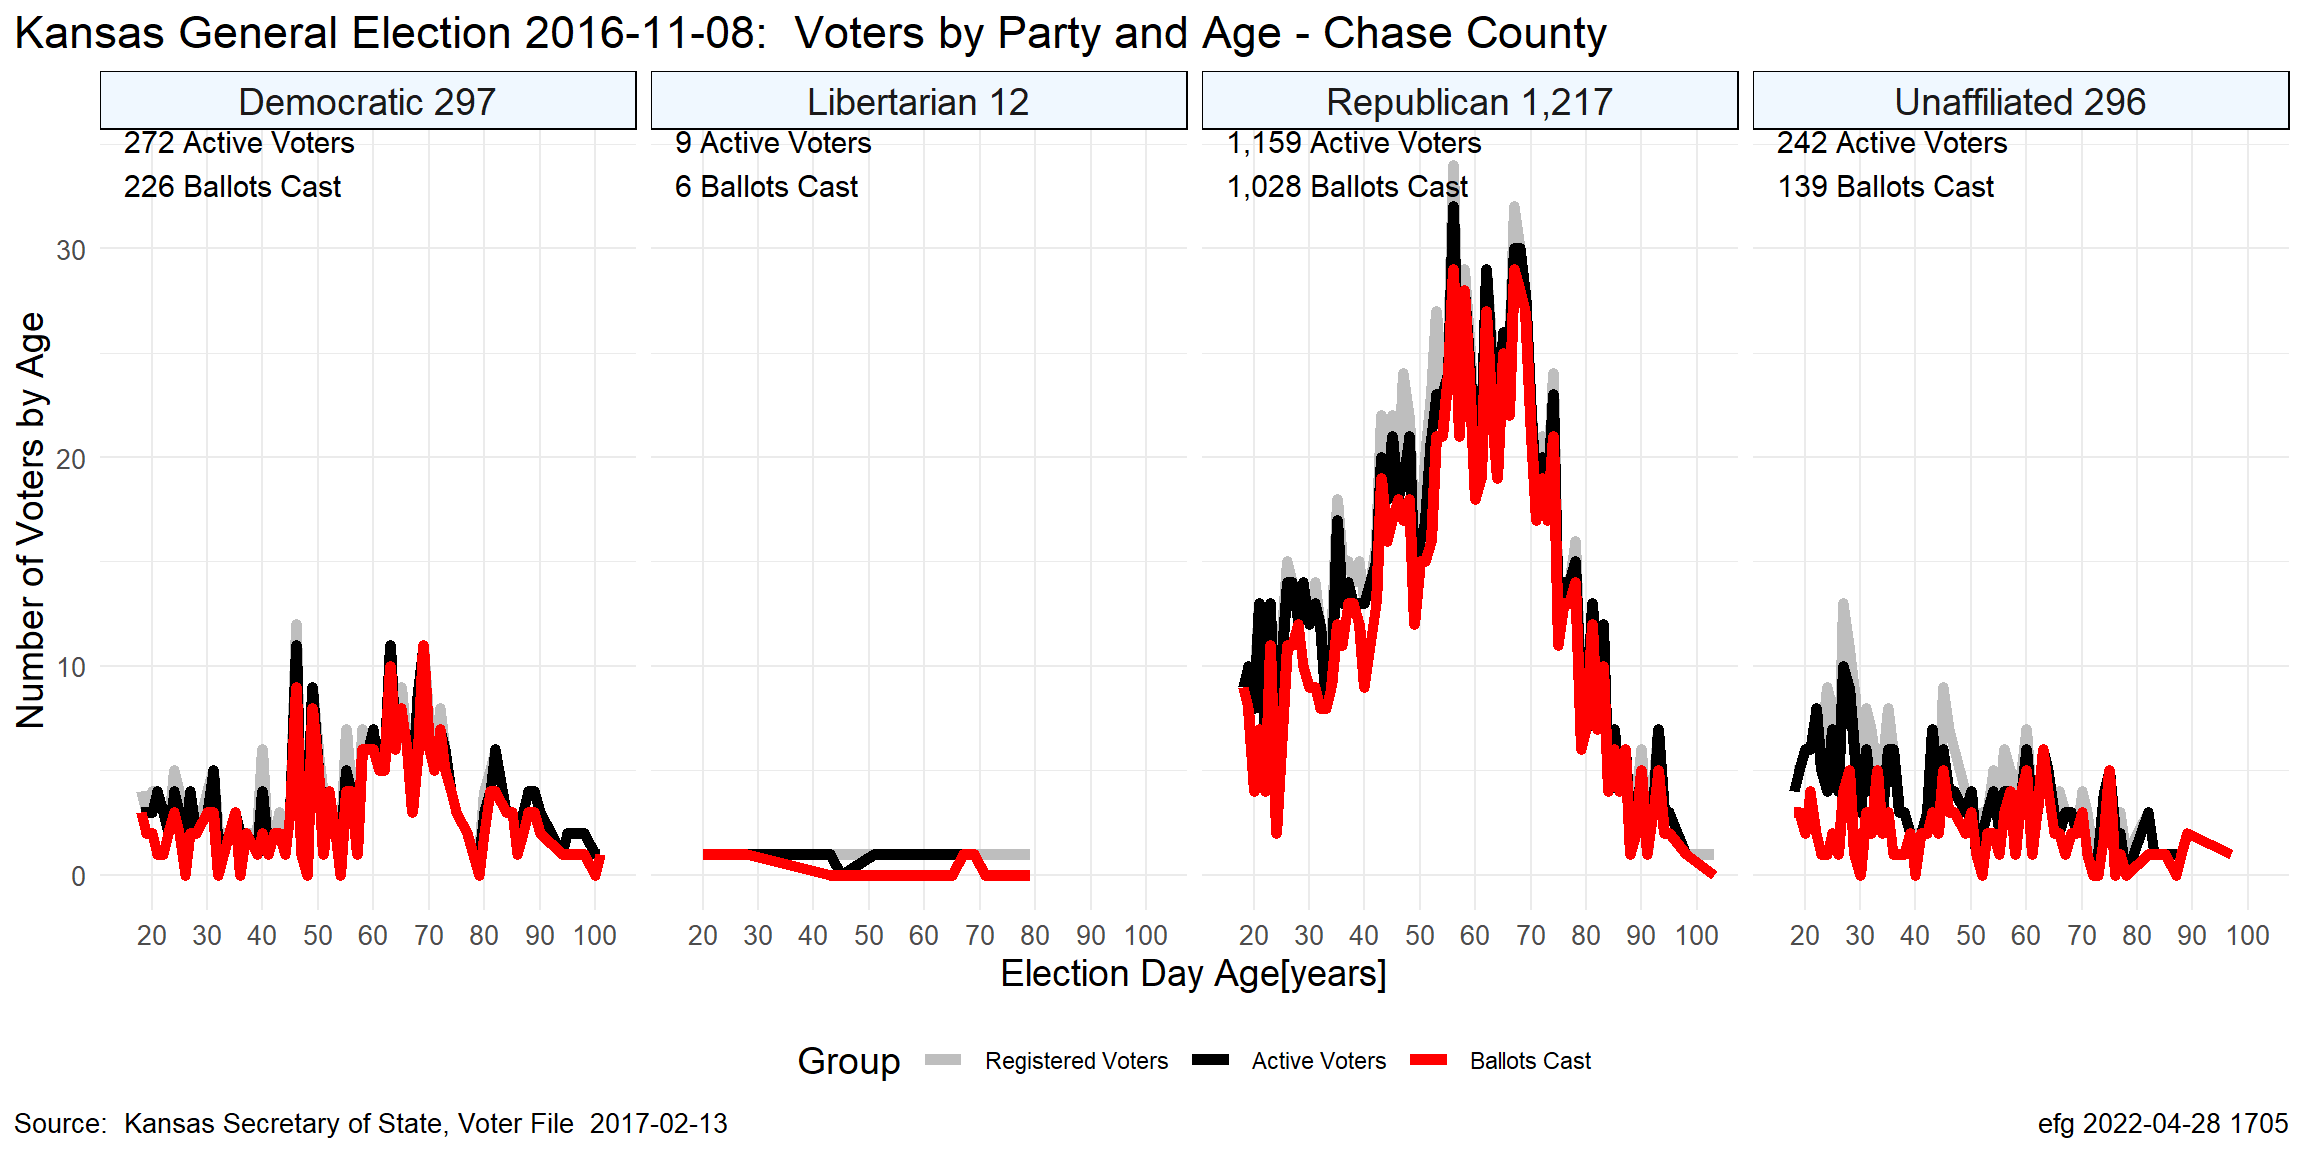 Kansas General Election 2016-11-08:  Voters by Party and Age - Chase County
Democratic 297
Libertarian 12
Republican 1,217
Unaffiliated 296
272 Active Voters
226 Ballots Cast
9 Active Voters
6 Ballots Cast
1,159 Active Voters
1,028 Ballots Cast
242 Active Voters
139 Ballots Cast
Number of Voters by Age
30
20
10
0
20 30 40 50 60 70 80 90 100
20 30 40 50 60 70 80 90 100
20 30 40 50 60 70 80 90 100
20 30 40 50 60 70 80 90 100
Election Day Age[years]
Group Registered Voters Active Voters Ballots Cast
Source:  Kansas Secretary of State, Voter File  2017-02-13
efg 2022-04-28 1705